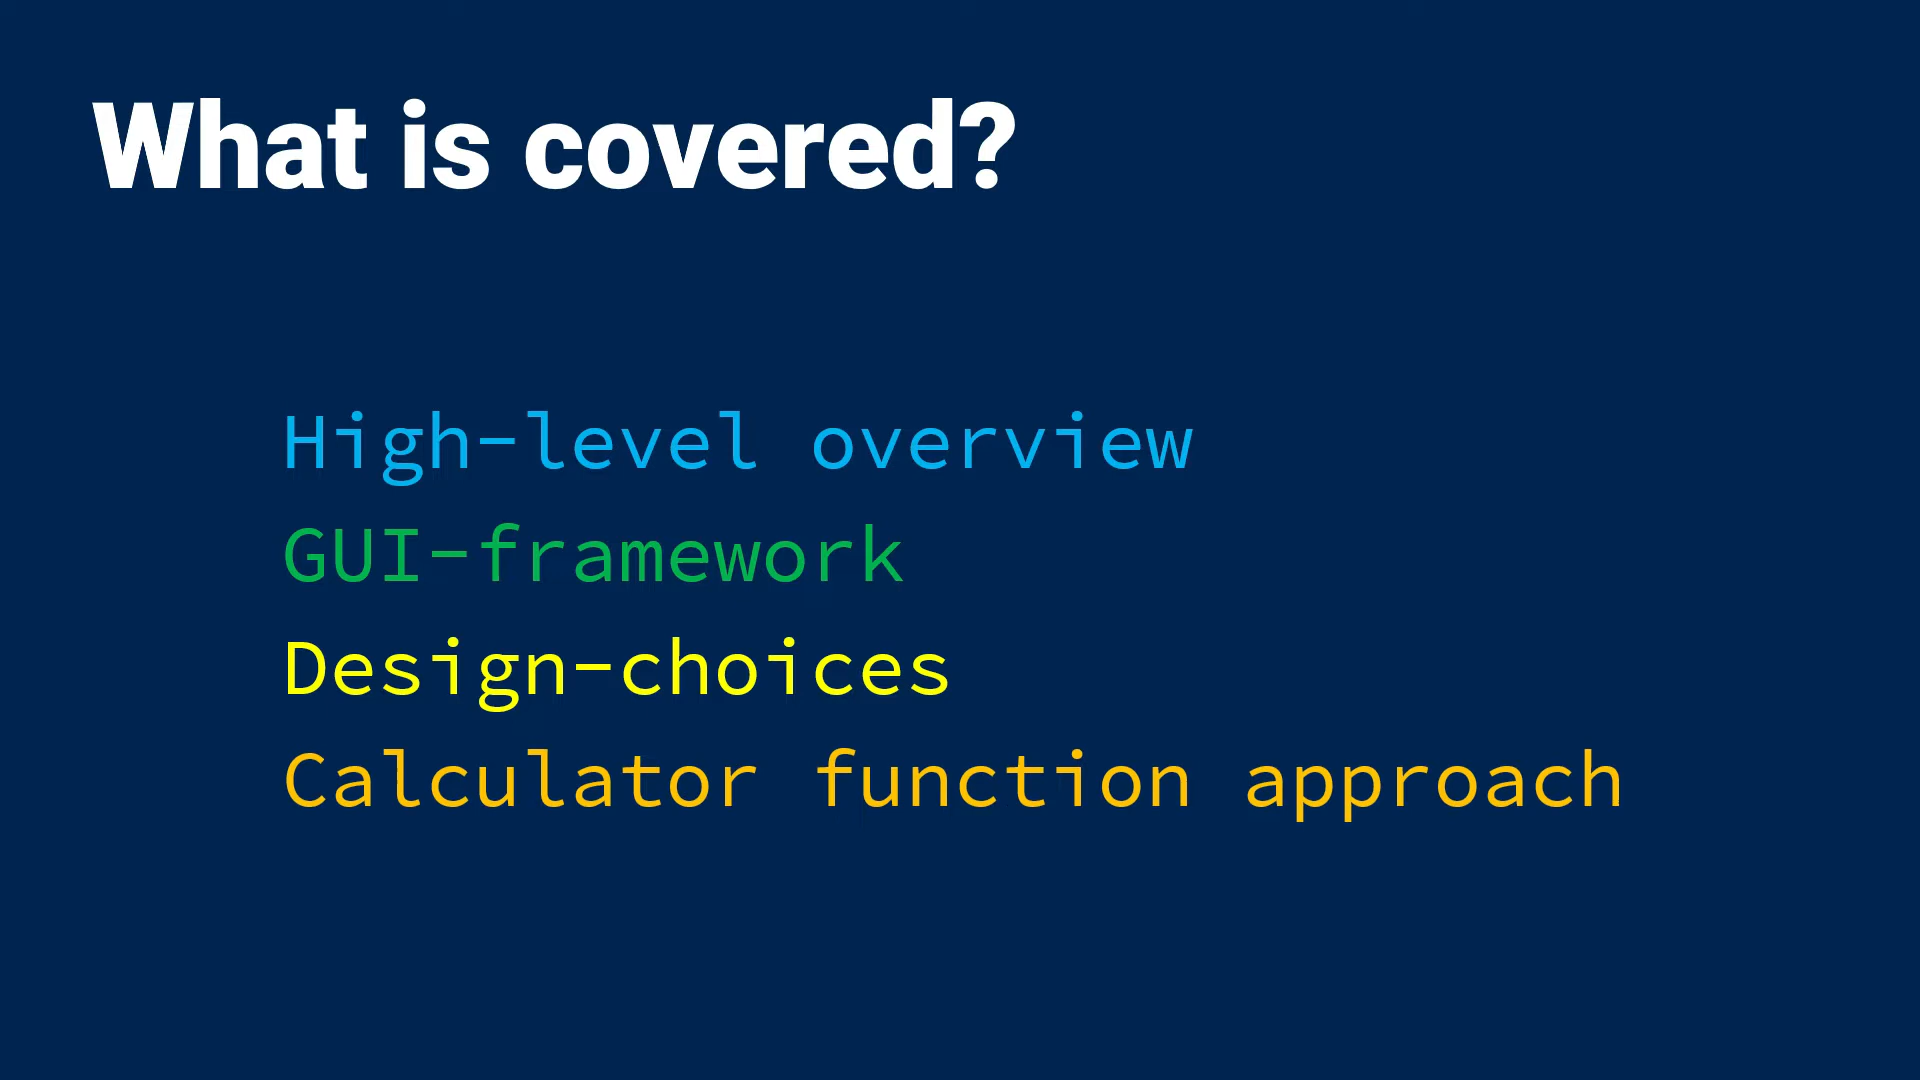 What is covered?
High-level overview
GUI-framework
Design-choices
Calculator function approach